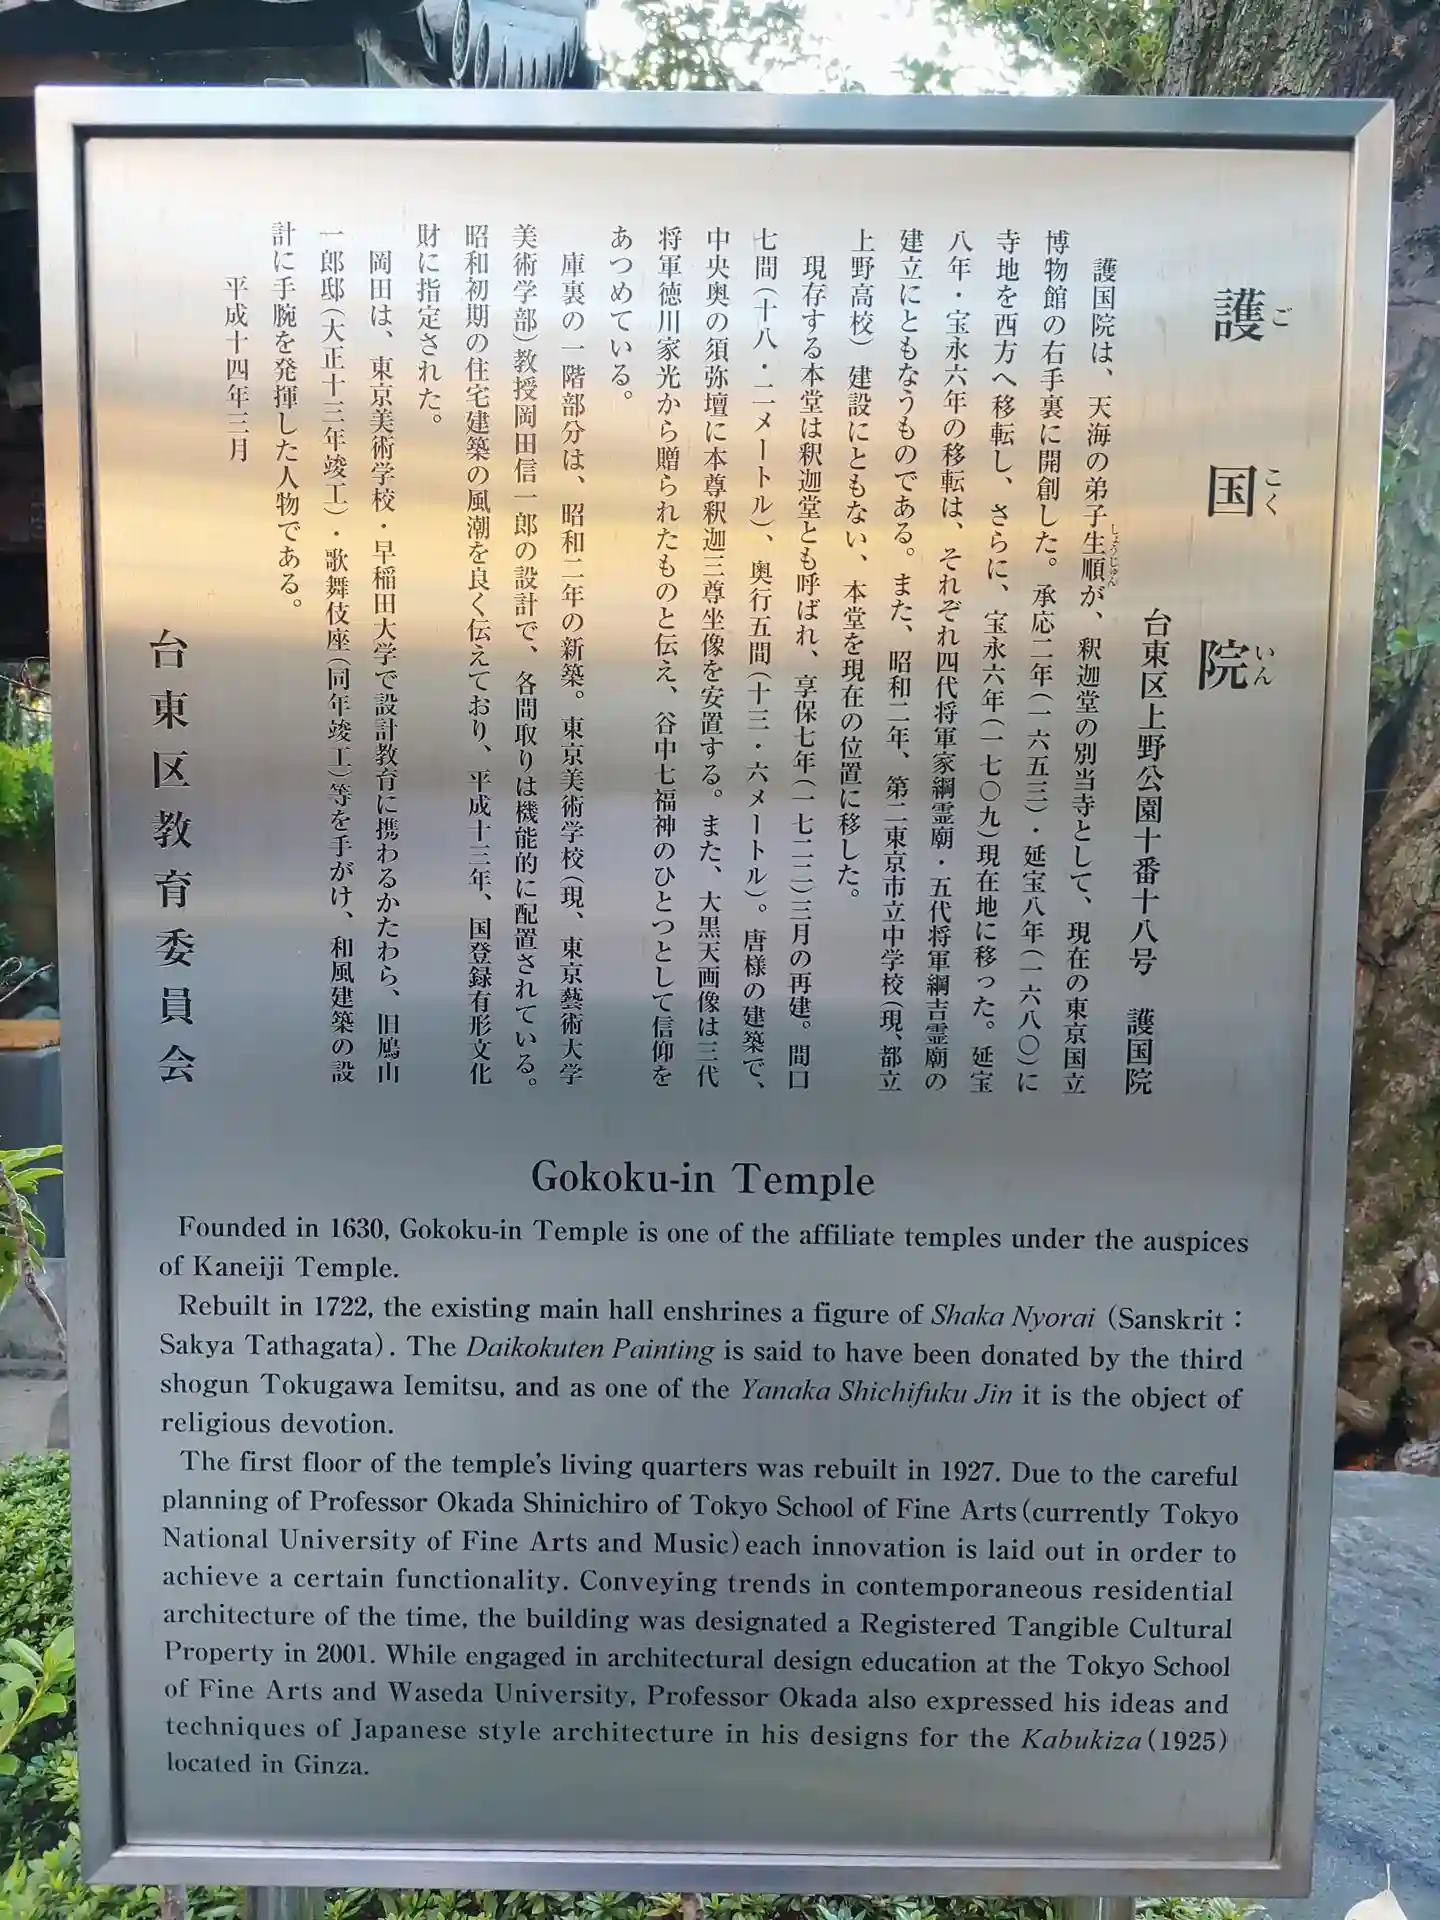 護国院
ごこくいん
台東区上野公園十番十八号　護国院
護国院は、天海の弟子生順が、釈迦堂の別当寺として、現在の東京国立
しょうじゅん
博物館の右手裏に開創した。承応二年(一六五三)・延宝八年(一六八〇)に
寺地を西方へ移転し、さらに、宝永六年(一七〇九)現在地に移った。延宝
八年・宝永六年の移転は、それぞれ四代将軍家綱霊廟・五代将軍綱吉霊廟の
建立にともなうものである。また、昭和二年、第二東京市立中学校(現、都立
上野高校)建設にともない、本堂を現在の位置に移した。
現存する本堂は釈迦堂とも呼ばれ、享保七年(一七二二)三月の再建。間口
七間(十八・二メートル)、奥行五間(十三・六メートル)。唐様の建築で、
中央奥の須弥壇に本尊釈迦三尊坐像を安置する。また、大黒天画像は三代
将軍徳川家光から贈られたものと伝え、谷中七福神のひとつとして信仰を
あつめている。
庫裏の一階部分は、昭和二年の新築。東京美術学校(現、東京藝術大学
美術学部)教授岡田信一郎の設計で、各間取りは機能的に配置されている。
昭和初期の住宅建築の風潮を良く伝えており、平成十三年、国登録有形文化
財に指定された。
岡田は、東京美術学校・早稲田大学で設計教育に携わるかたわら、旧鳩山
一郎邸(大正十三年竣工)・歌舞伎座(同年竣工)等を手がけ、和風建築の設
計に手腕を発揮した人物である。
平成十四年三月
台東区教育委員会
Gokoku-in Temple
Founded in 1630, Gokoku-in Temple is one of the affiliate temples under the auspices
of Kaneiji Temple.
Rebuilt in 1722, the existing main hall enshrines a figure of Shaka Nyorai (Sanskrit：
Sakya Tathagata). The Daikokuten Painting is said to have been donated by the third
shogun Tokugawa Iemitsu, and as one of the Yanaka Shichifuku Jin it is the object of
religious devotion.
The first floor of the temple's living quarters was rebuilt in 1927. Due to the careful
planning of Professor Okada Shinichiro of Tokyo School of Fine Arts(currently Tokyo
National University of Fine Arts and Music)each innovation is laid out in order to
achieve a certain functionality. Conveying trends in contemporaneous residential
architecture of the time, the building was designated a Registered Tangible Cultural
Property in 2001. While engaged in architectural design education at the Tokyo School
of Fine Arts and Waseda University, Professor Okada also expressed his ideas and
techniques of Japanese style architecture in his designs for the Kabukiza(1925)
located in Ginza.